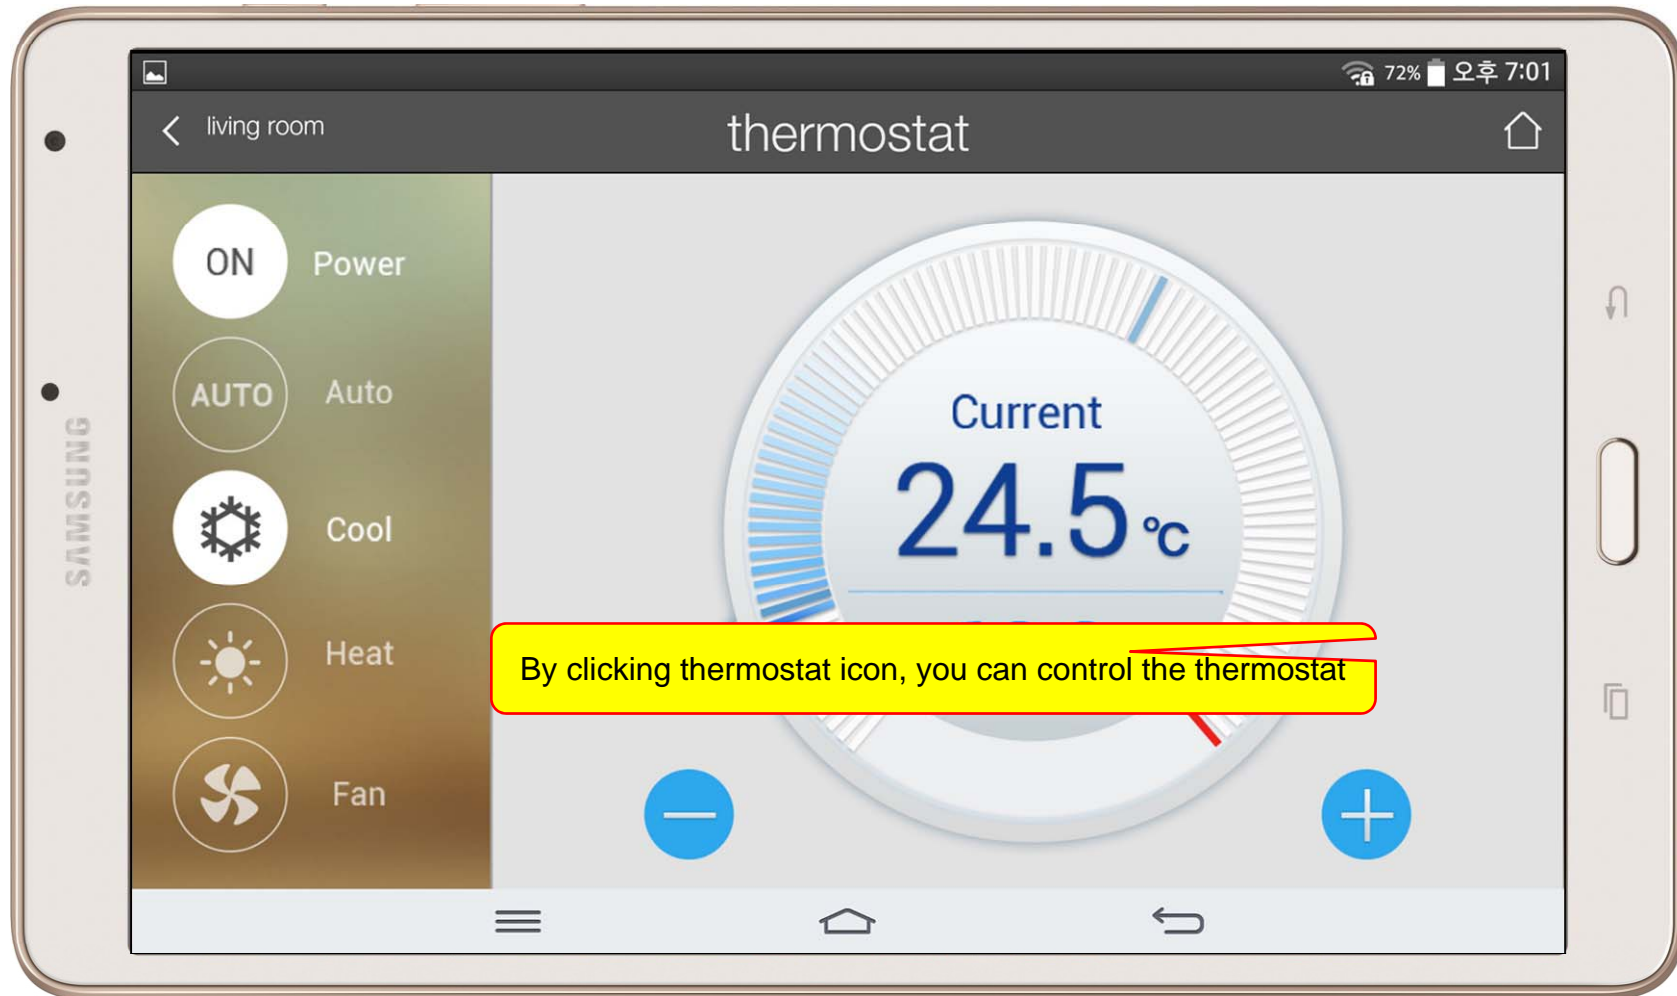 72% 오후 7:01
living room
thermostat
ON Power
AUTO Auto
Cool
Heat
Fan
Current
24.5 °C
By clicking thermostat icon, you can control the thermostat
SAMSUNG